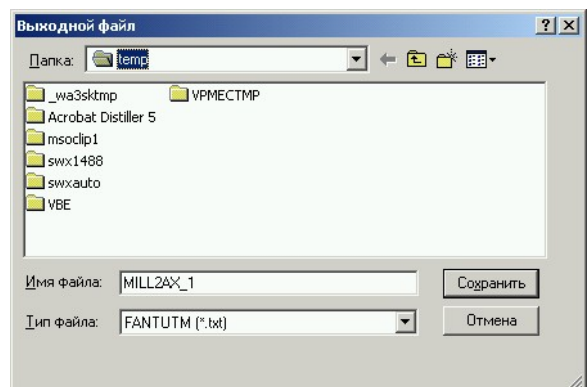 Выходной файл
Папка: temp
_wa3sktmp VPMECTMP
Acrobat Distiller 5
msoclip1
swx1488
swxauto
VBE
Имя файла: MILL2AX_1 Сохранить
Тип файла: FANTUTM (*.txt) Отмена